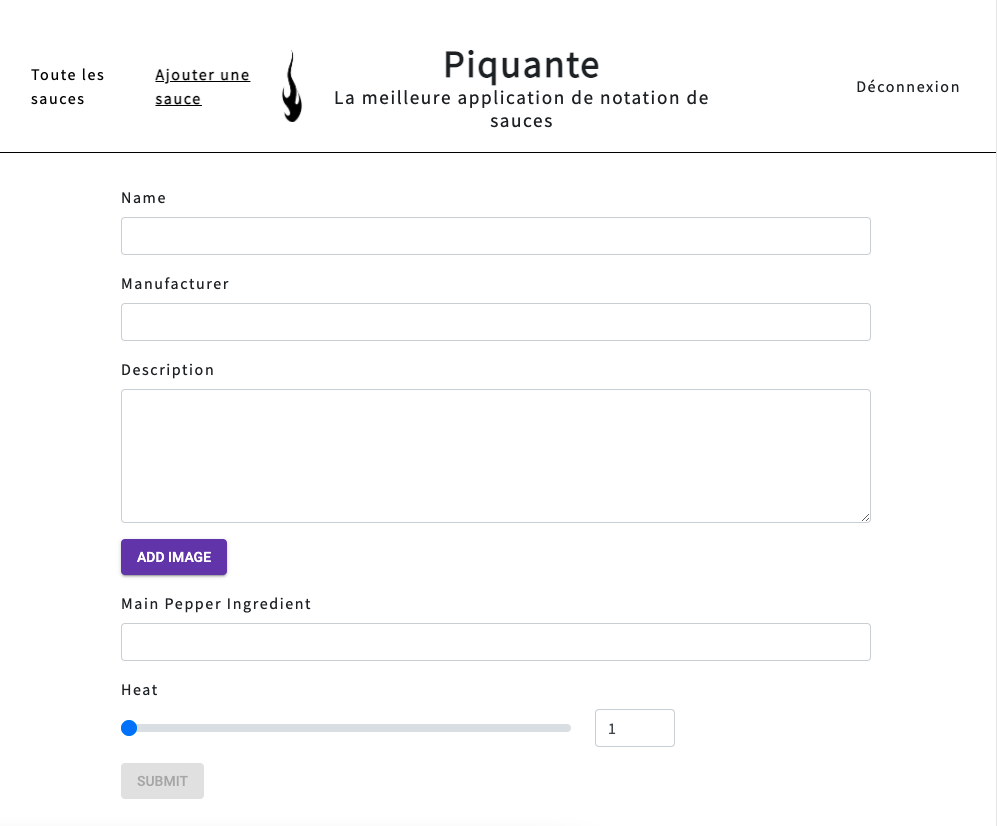 Toute les
sauces
Ajouter une
sauce
Piquante
La meilleure application de notation de
sauces
Déconnexion
Name
Manufacturer
Description
ADD IMAGE
Main Pepper Ingredient
Heat
1
SUBMIT